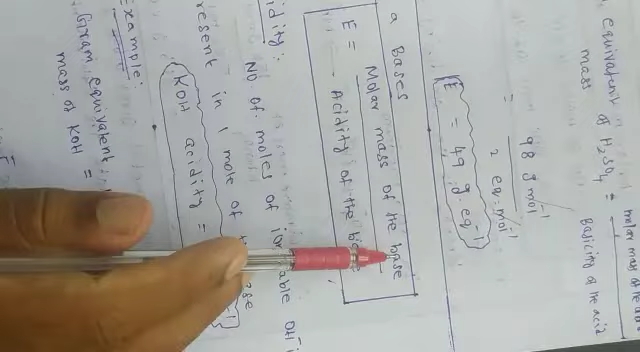 equivalent of H2SO4 = molar mass of the acid
mass Basicity of the acid
= 98 g mol-1
2 eq. mol-1
E = 49 g eq-1
a Bases
E = Molar mass of the base
Acidity of the base
idity:
NO of moles of OH-
resent in 1 mole of
KOH acidity =
Example:
Gram equivalent
mass of KOH =